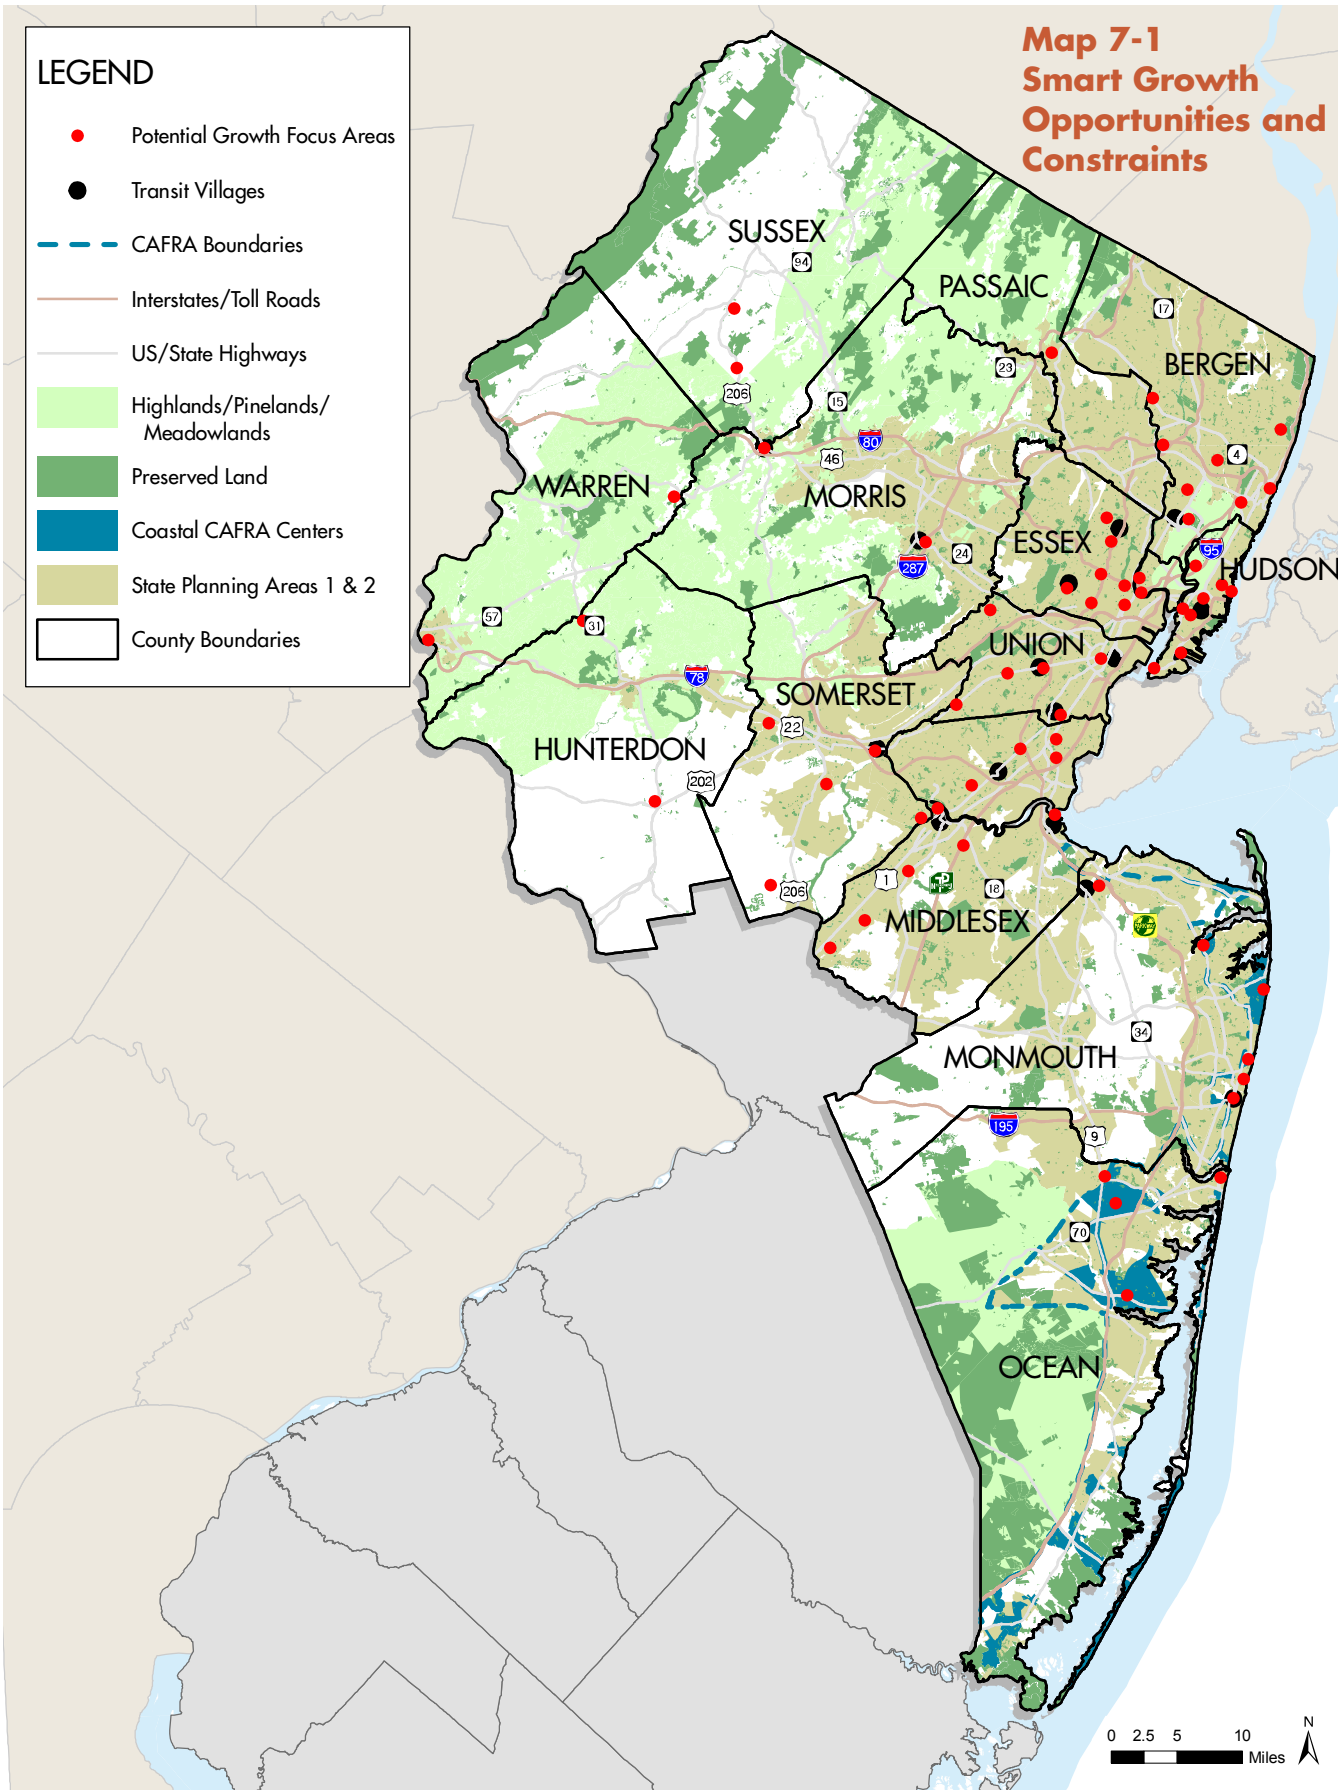 Map 7-1
Smart Growth
Opportunities and
Constraints
LEGEND
Potential Growth Focus Areas
Transit Villages
CAFRA Boundaries
Interstates/Toll Roads
US/State Highways
Highlands/Pinelands/
Meadowlands
Preserved Land
Coastal CAFRA Centers
State Planning Areas 1 & 2
County Boundaries
SUSSEX
94
PASSAIC
17
BERGEN
23
206
15
80
4
46
WARREN
MORRIS
ESSEX
95
24
287
HUDSON
57
31
UNION
78
SOMERSET
22
HUNTERDON
202
1
18
206
MIDDLESEX
34
MONMOUTH
195
9
70
OCEAN
0 2.5 5 10
Miles
N